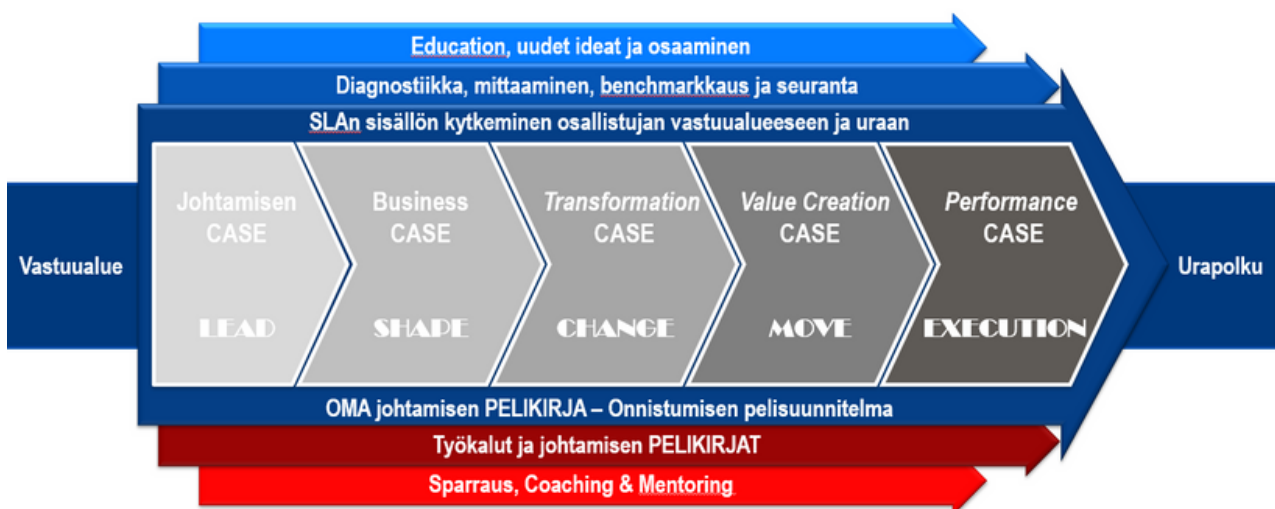 Education, uudet ideat ja osaaminen
Diagnostiikka, mittaaminen, benchmarkkaus ja seuranta
SLAn sisällön kytkeminen osallistujan vastuualueeseen ja uraan
Vastuualue
Johtamisen
CASE
LEAD
Business
CASE
SHAPE
Transformation
CASE
CHANGE
Value Creation
CASE
MOVE
Performance
CASE
EXECUTION
Urapolku
OMA johtamisen PELIKIRJA – Onnistumisen pelisuunnitelma
Työkalut ja johtamisen PELIKIRJAT
Sparraus, Coaching & Mentoring